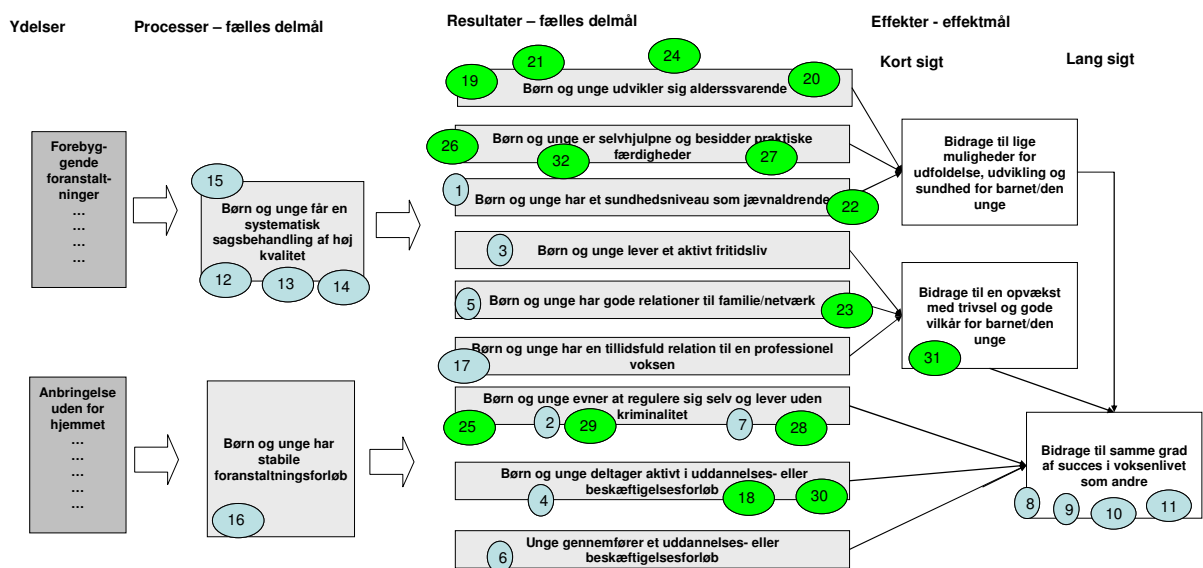 Ydelser
Processer – fælles delmål
Resultater – fælles delmål
Effekter - effektmål
Kort sigt
Lang sigt
Forebyg-
gende
foranstalt-
ninger
…
…
…
…
15
Børn og unge får en
systematisk
sagsbehandling af høj
kvalitet
12
13
14
Anbringelse
uden for
hjemmet
…
…
…
…
…
Børn og unge har
stabile
foranstaltningsforløb
16
19
21
24
20
Børn og unge udvikler sig alderssvarende
26
Børn og unge er selvhjulpne og besidder praktiske
færdigheder
32
27
1
Børn og unge har et sundhedsniveau som jævnaldrende
22
3
Børn og unge lever et aktivt fritidsliv
5
Børn og unge har gode relationer til familie/netværk
23
17
Børn og unge har en tillidsfuld relation til en professionel
voksen
Børn og unge evner at regulere sig selv og lever uden
kriminalitet
25
2
29
7
28
Børn og unge deltager aktivt i uddannelses- eller
beskæftigelsesforløb
4
18
30
Unge gennemfører et uddannelses- eller
beskæftigelsesforløb
6
Bidrage til lige
muligheder for
udfoldelse, udvikling og
sundhed for barnet/den
unge
Bidrage til en opvækst
med trivsel og gode
vilkår for barnet/den
unge
31
Bidrage til samme grad
af succes i voksenlivet
som andre
8
9
10
11